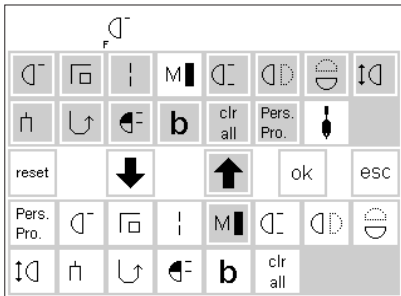 F
M
b clr all Pers. Pro.
reset ok esc
Pers. Pro. M
b clr all